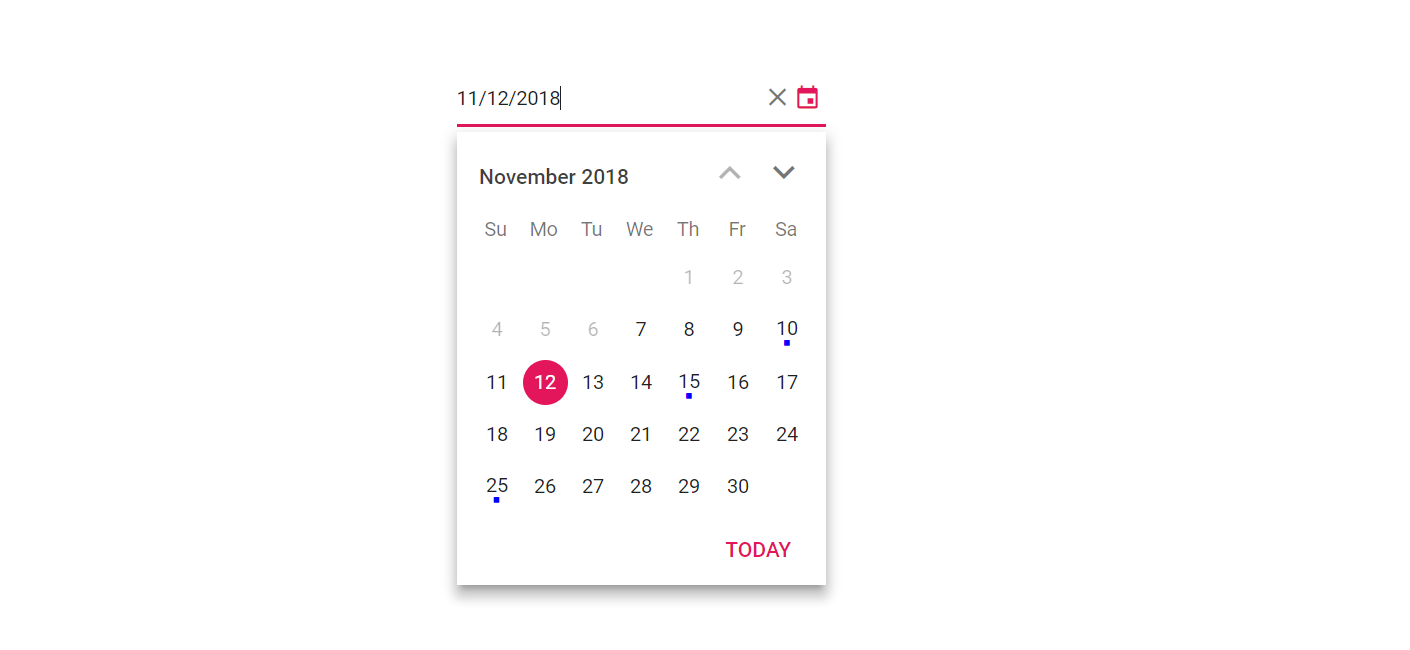 11/12/2018
November 2018
Su Mo Tu We Th Fr Sa
1 2 3
4 5 6 7 8 9 10
11 12 13 14 15 16 17
18 19 20 21 22 23 24
25 26 27 28 29 30
TODAY